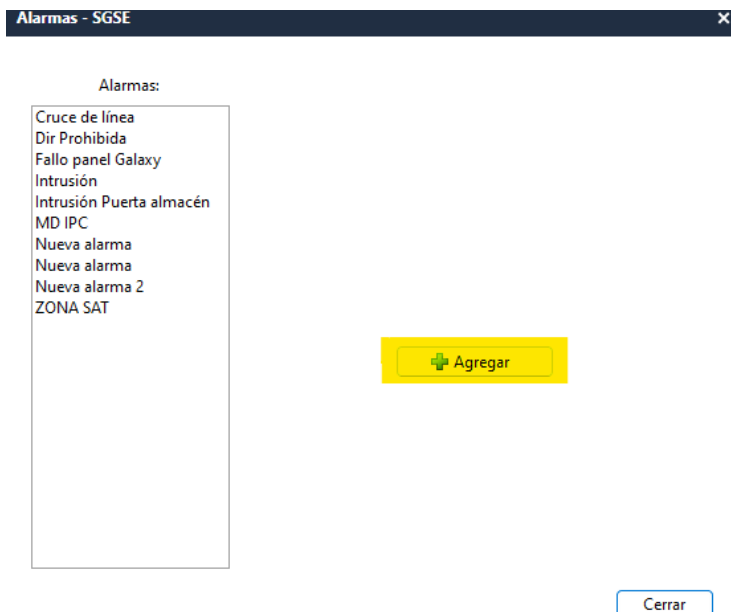 Alarmas - SGSE
Alarmas:
Cruce de línea
Dir Prohibida
Fallo panel Galaxy
Intrusión
Intrusión Puerta almacén
MD IPC
Nueva alarma
Nueva alarma
Nueva alarma 2
ZONA SAT
Agregar
Cerrar